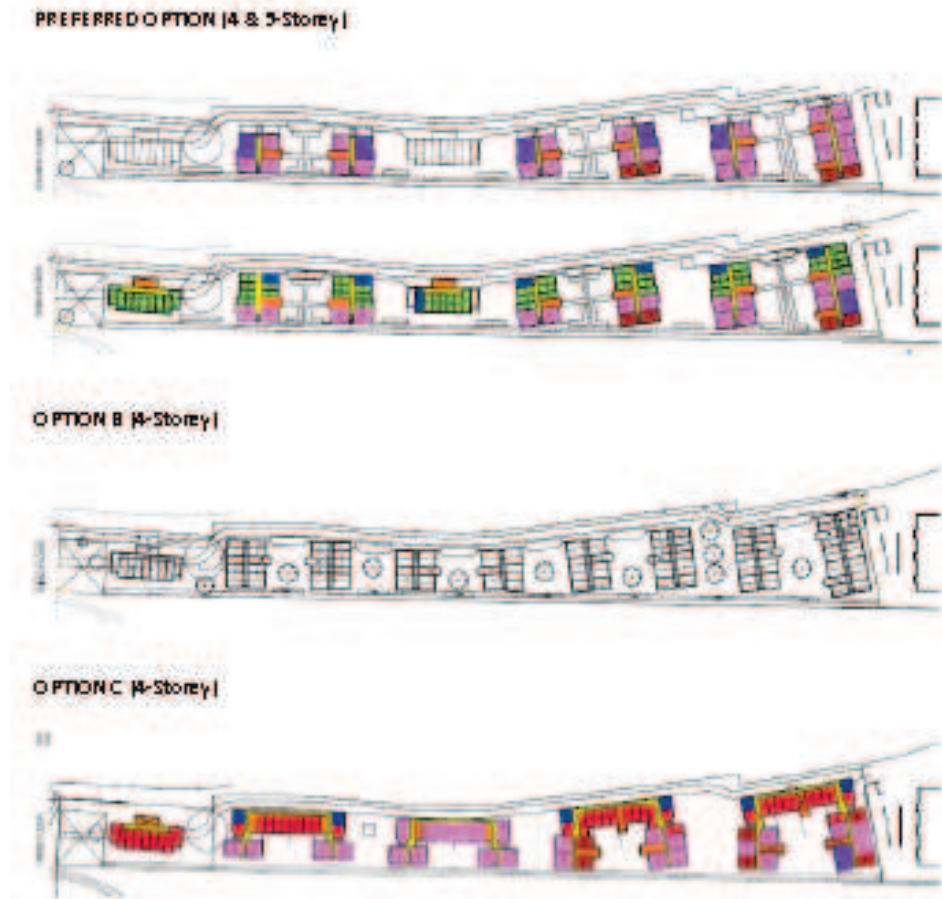 PREFERRED OPTION (4 & 5-Storey)
OPTION B (4-Storey)
OPTION C (4-Storey)